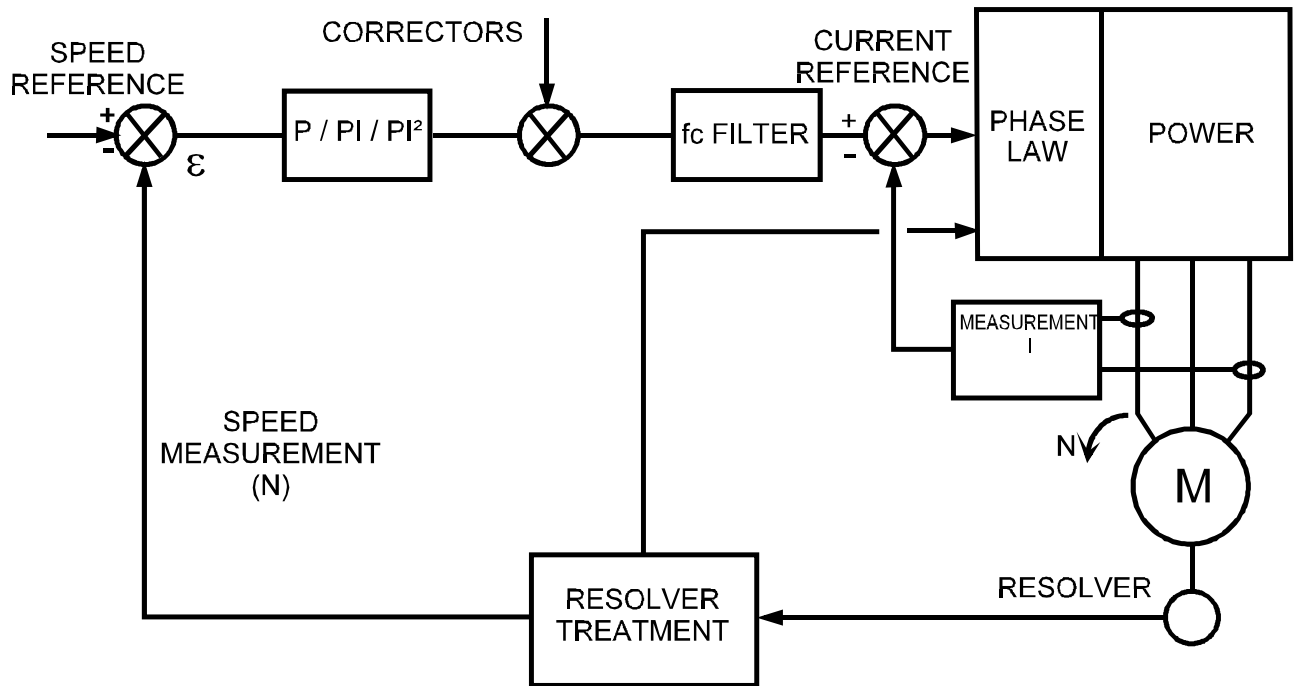 SPEED
REFERENCE
+
-
ε
P / PI / PI²
CORRECTORS
fc FILTER
CURRENT
REFERENCE
+
-
PHASE
LAW
POWER
MEASUREMENT
I
N
M
SPEED
MEASUREMENT
(N)
RESOLVER
TREATMENT
RESOLVER